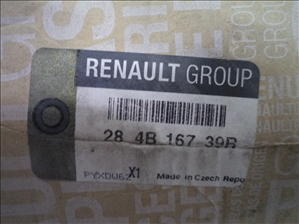 RENAULT GROUP
28 4B 167 39R
X1 Made in Czech Repu